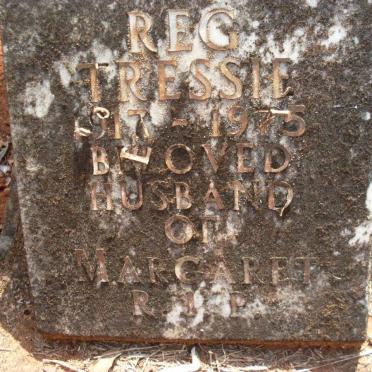 REG
TRESSIE
1917 - 1975
BELOVED
HUSBAND
OF
MARGARET
R.I.P.